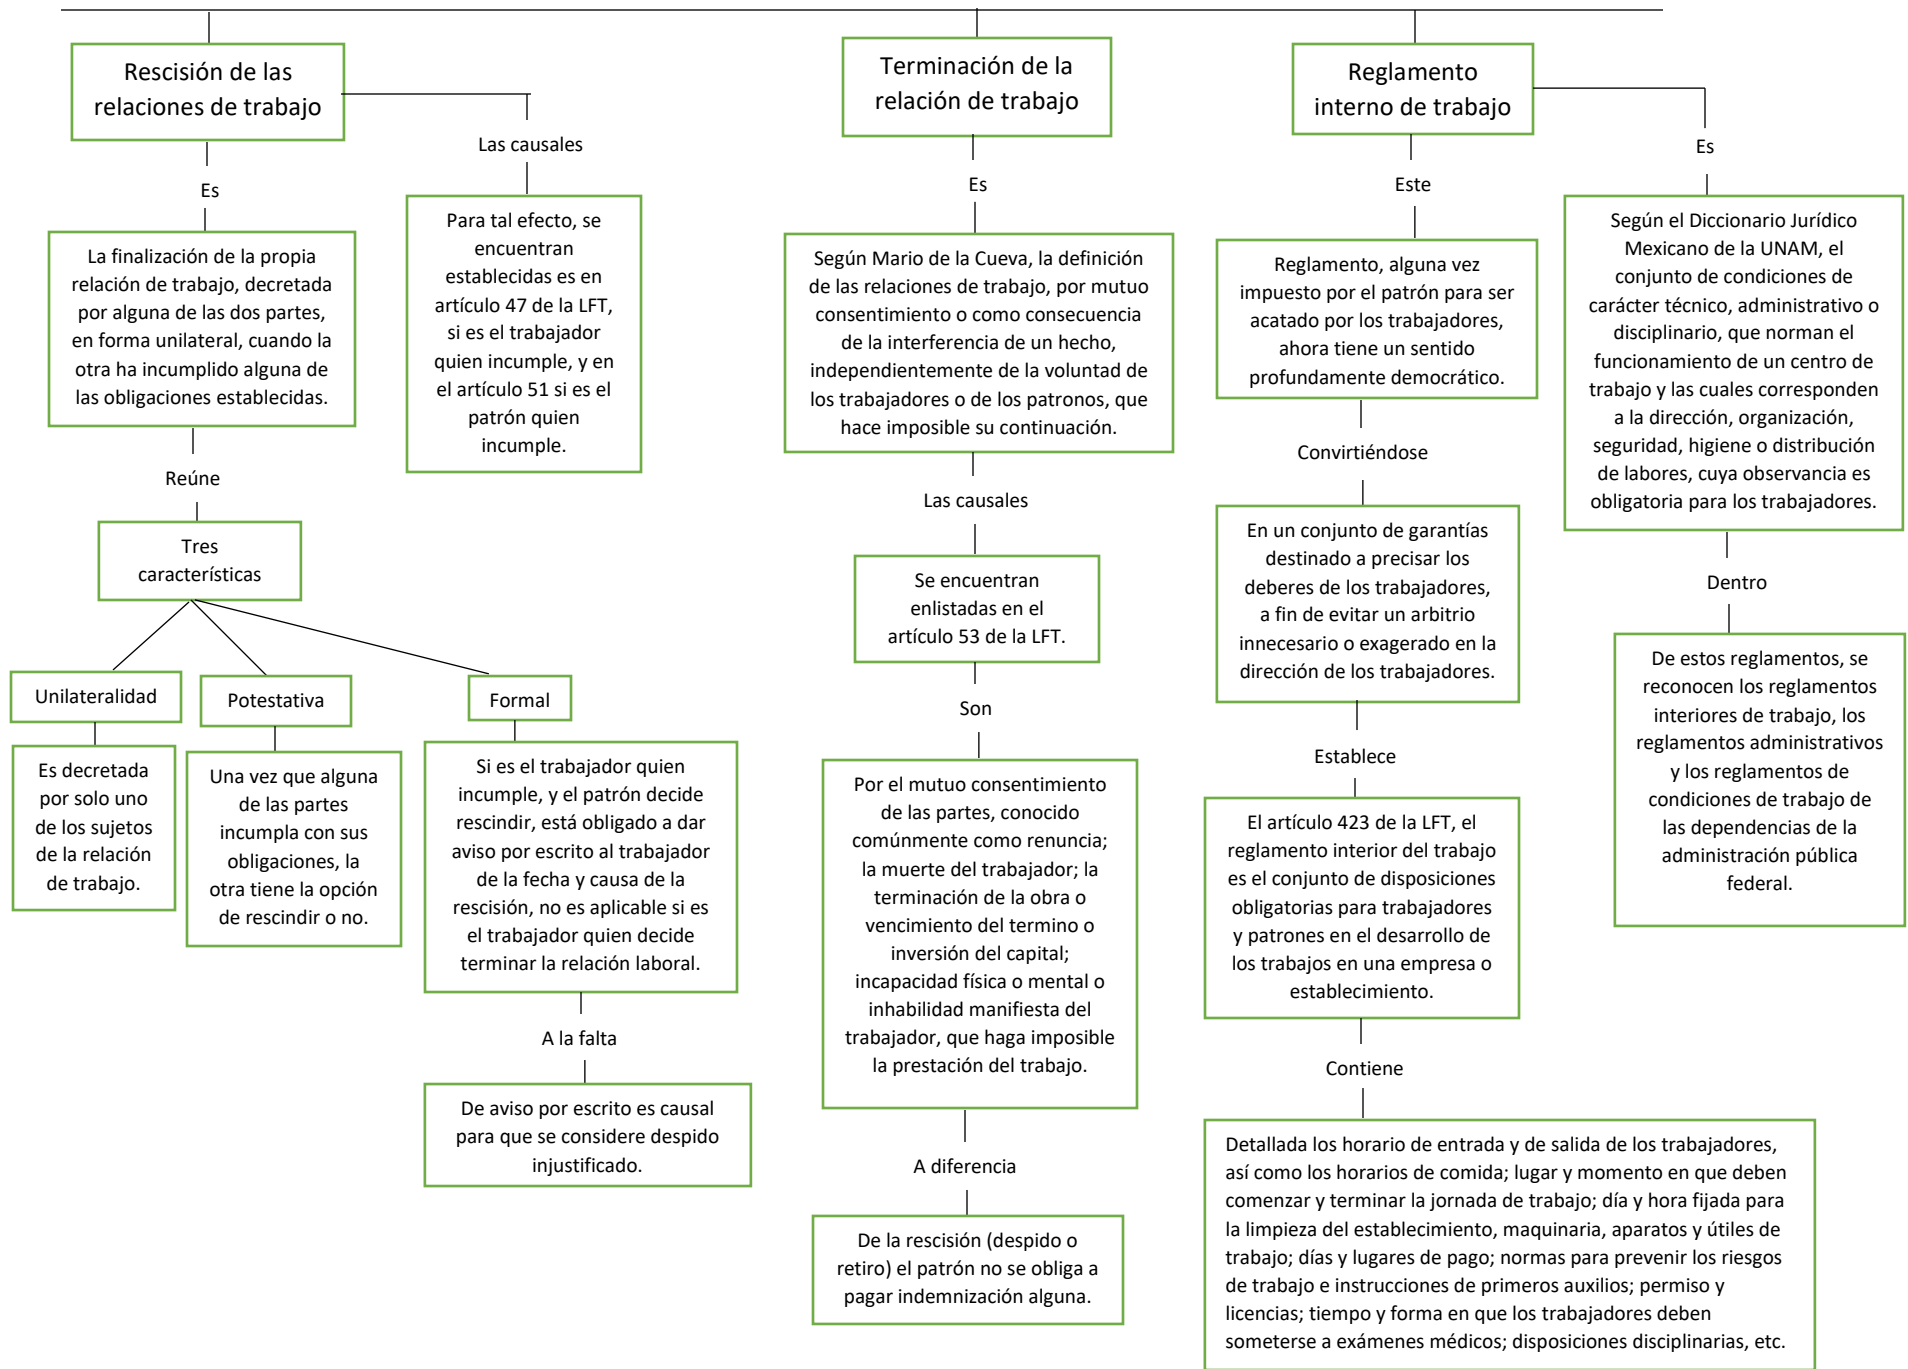 Rescisión de las
relaciones de trabajo
Las causales
Es
Para tal efecto, se
encuentran
establecidas es en
artículo 47 de la LFT,
si es el trabajador
quien incumple, y en
el artículo 51 si es el
patrón quien
incumple.
La finalización de la propia
relación de trabajo, decretada
por alguna de las dos partes,
en forma unilateral, cuando la
otra ha incumplido alguna de
las obligaciones establecidas.
Reúne
Tres
características
Unilateralidad
Es decretada
por solo uno
de los sujetos
de la relación
de trabajo.
Potestativa
Una vez que alguna
de las partes
incumpla con sus
obligaciones, la
otra tiene la opción
de rescindir o no.
Formal
Si es el trabajador quien
incumple, y el patrón decide
rescindir, está obligado a dar
aviso por escrito al trabajador
de la fecha y causa de la
rescisión, no es aplicable si es
el trabajador quien decide
terminar la relación laboral.
A la falta
De aviso por escrito es causal
para que se considere despido
injustificado.
Terminación de la
relación de trabajo
Es
Según Mario de la Cueva, la definición
de las relaciones de trabajo, por mutuo
consentimiento o como consecuencia
de la interferencia de un hecho,
independientemente de la voluntad de
los trabajadores o de los patronos, que
hace imposible su continuación.
Las causales
Se encuentran
enlistadas en el
artículo 53 de la LFT.
Son
Por el mutuo consentimiento
de las partes, conocido
comúnmente como renuncia;
la muerte del trabajador; la
terminación de la obra o
vencimiento del termino o
inversión del capital;
incapacidad física o mental o
inhabilidad manifiesta del
trabajador, que haga imposible
la prestación del trabajo.
A diferencia
De la rescisión (despido o
retiro) el patrón no se obliga a
pagar indemnización alguna.
Reglamento
interno de trabajo
Este
Reglamento, alguna vez
impuesto por el patrón para ser
acatado por los trabajadores,
ahora tiene un sentido
profundamente democrático.
Convirtiéndose
En un conjunto de garantías
destinado a precisar los
deberes de los trabajadores,
a fin de evitar un arbitrio
innecesario o exagerado en la
dirección de los trabajadores.
Establece
El artículo 423 de la LFT, el
reglamento interior del trabajo
es el conjunto de disposiciones
obligatorias para trabajadores
y patrones en el desarrollo de
los trabajos en una empresa o
establecimiento.
Contiene
Detallada los horario de entrada y de salida de los trabajadores,
así como los horarios de comida; lugar y momento en que deben
comenzar y terminar la jornada de trabajo; día y hora fijada para
la limpieza del establecimiento, maquinaria, aparatos y útiles de
trabajo; días y lugares de pago; normas para prevenir los riesgos
de trabajo e instrucciones de primeros auxilios; permiso y
licencias; tiempo y forma en que los trabajadores deben
someterse a exámenes médicos; disposiciones disciplinarias, etc.
Es
Según el Diccionario Jurídico
Mexicano de la UNAM, el
conjunto de condiciones de
carácter técnico, administrativo o
disciplinario, que norman el
funcionamiento de un centro de
trabajo y las cuales corresponden
a la dirección, organización,
seguridad, higiene o distribución
de labores, cuya observancia es
obligatoria para los trabajadores.
Dentro
De estos reglamentos, se
reconocen los reglamentos
interiores de trabajo, los
reglamentos administrativos
y los reglamentos de
condiciones de trabajo de
las dependencias de la
administración pública
federal.